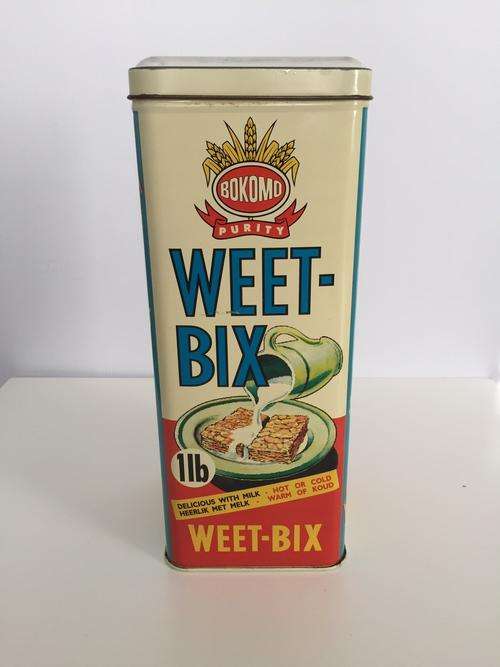 BOKOMO
PURITY
WEET-
BIX
1lb
DELICIOUS WITH MILK - HOT OR COLD
HEERLIK MET MELK - WARM OF KOUD
WEET-BIX